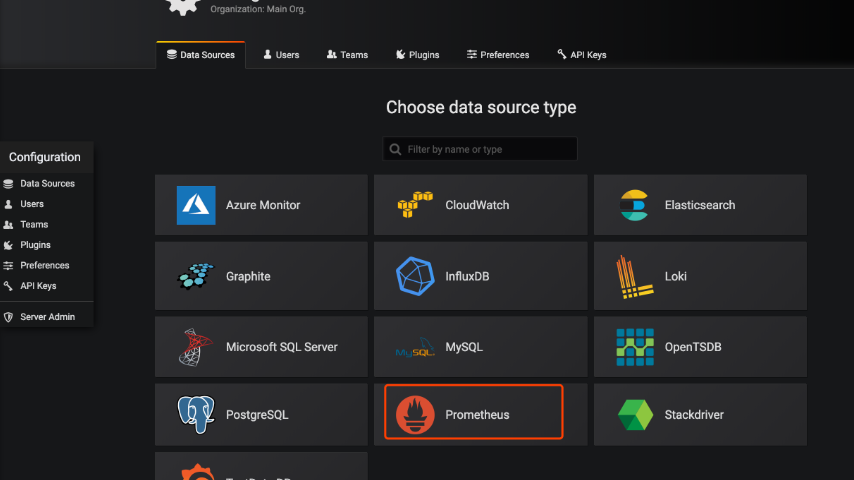 Organization: Main Org.
Data Sources
Users
Teams
Plugins
Preferences
API Keys
Choose data source type
Filter by name or type
Configuration
Data Sources
Users
Teams
Plugins
Preferences
API Keys
Server Admin
Azure Monitor
CloudWatch
Elasticsearch
Graphite
InfluxDB
Loki
Microsoft SQL Server
MySQL
MySQL
OpenTSDB
PostgreSQL
Prometheus
Stackdriver